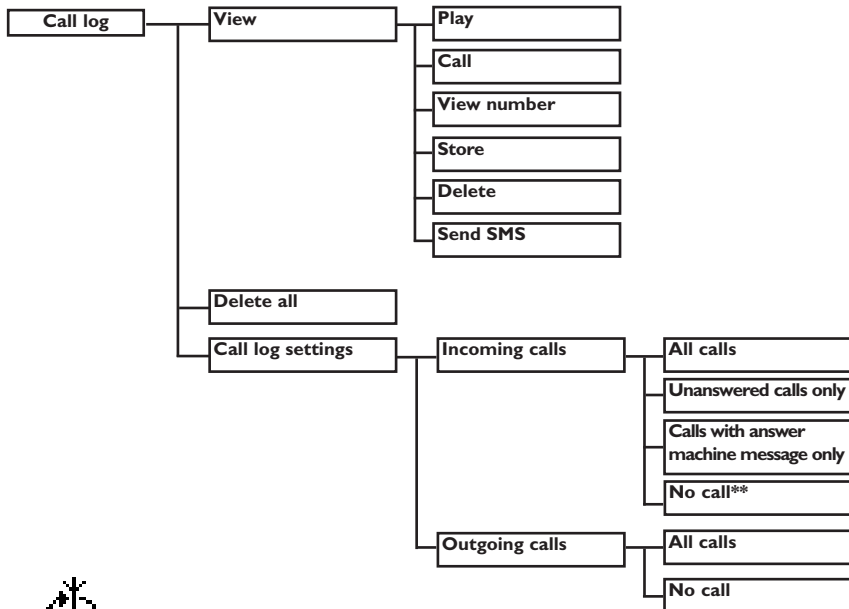 Call log
View
Play
Call
View number
Store
Delete
Send SMS
Delete all
Call log settings
Incoming calls
All calls
Unanswered calls only
Calls with answer
machine message only
No call**
Outgoing calls
All calls
No call